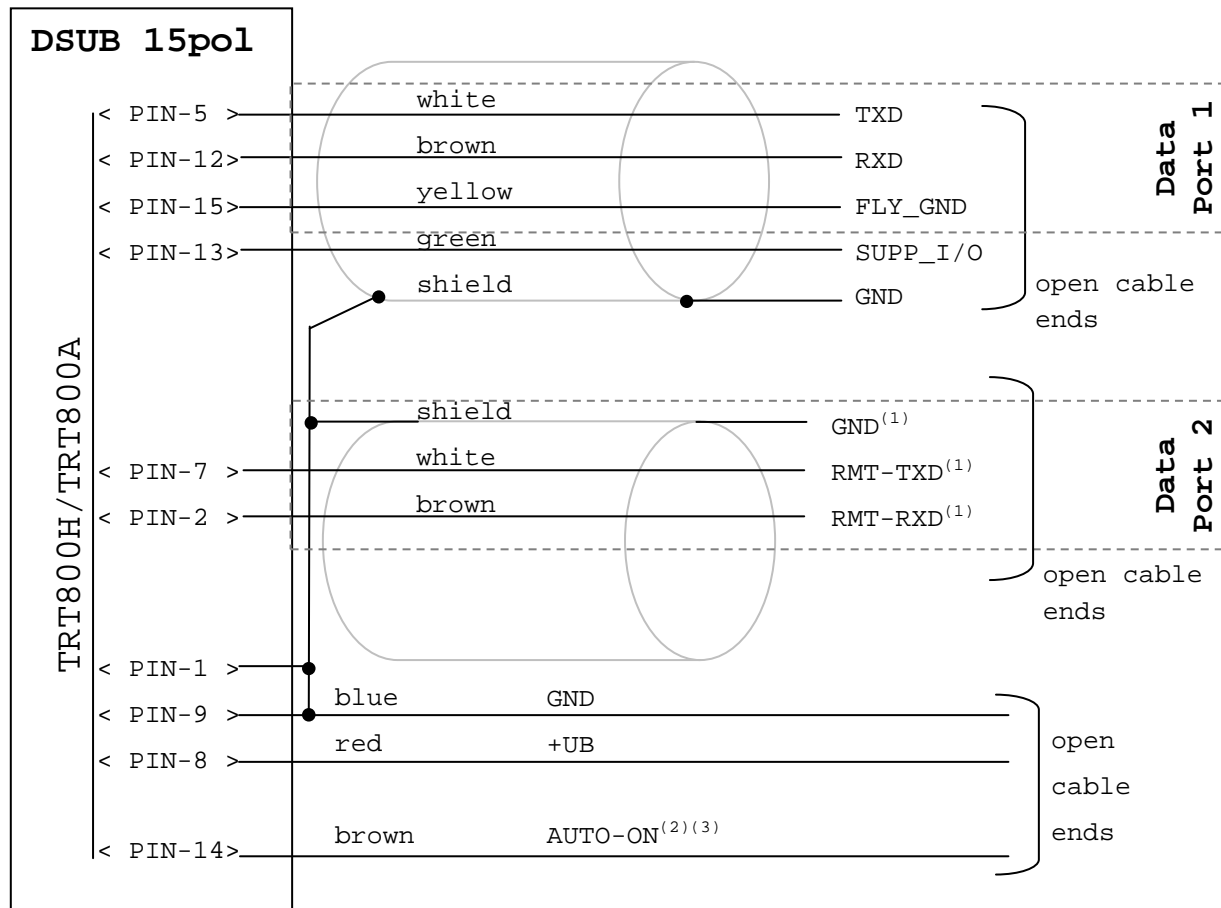 DSUB 15pol
TRT800H/TRT800A
< PIN-5 > white TXD
< PIN-12> brown RXD
< PIN-15> yellow FLY_GND
< PIN-13> green SUPP_I/O
shield GND
Data Port 1
open cable
ends
shield GND(1)
< PIN-7 > white RMT-TXD(1)
< PIN-2 > brown RMT-RXD(1)
Data Port 2
open cable
ends
< PIN-1 >
< PIN-9 > blue GND
< PIN-8 > red +UB
< PIN-14> brown AUTO-ON(2)(3)
open
cable
ends